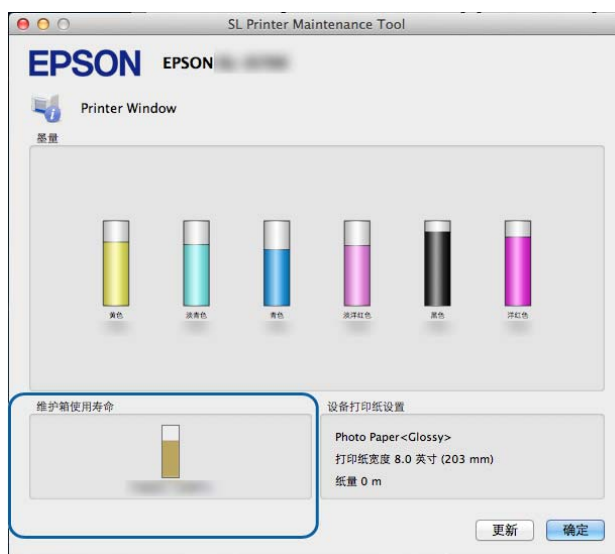 SL Printer Maintenance Tool
EPSON EPSON
Printer Window
墨量
黄色 淡青色 青色 淡洋红色 黑色 洋红色
维护箱使用寿命
设备打印纸设置
Photo Paper<Glossy>
打印纸宽度 8.0 英寸 (203 mm)
纸量 0 m
更新 确定